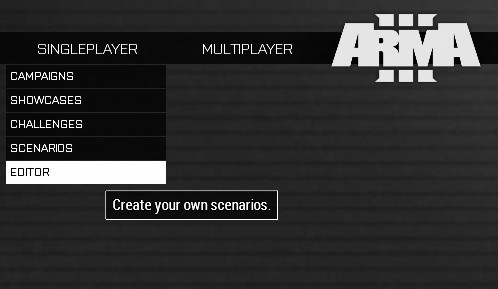 SINGLEPLAYER MULTIPLAYER ARMA III
CAMPAIGNS
SHOWCASES
CHALLENGES
SCENARIOS
EDITOR
Create your own scenarios.